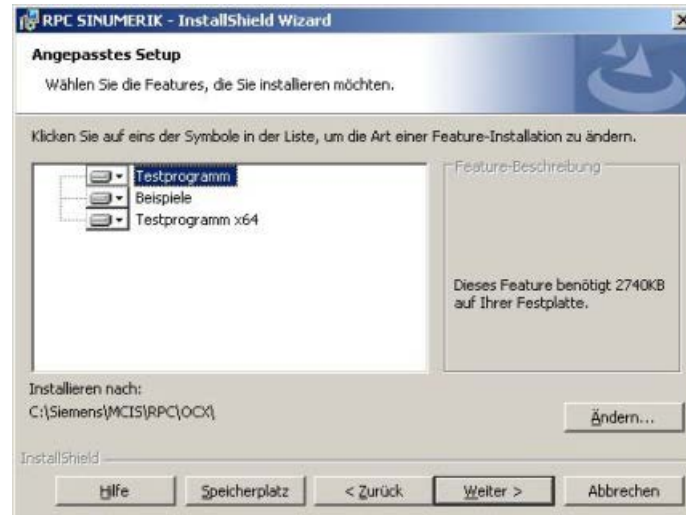 RPC SINUMERIK - InstallShield Wizard
Angepasstes Setup
Wählen Sie die Features, die Sie installieren möchten.
Klicken Sie auf eins der Symbole in der Liste, um die Art einer Feature-Installation zu ändern.
Testprogramm
Beispiele
Testprogramm x64
Feature-Beschreibung
Dieses Feature benötigt 2740KB
auf Ihrer Festplatte.
Installieren nach:
C:\Siemens\MCIS\RPC\OCX\
Ändern...
InstallShield
Hilfe
Speicherplatz
< Zurück
Weiter >
Abbrechen